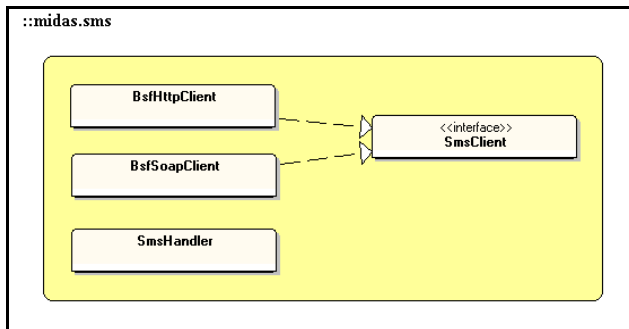 ::midas.sms
BsfHttpClient
<<interface>>
SmsClient
BsfSoapClient
SmsHandler